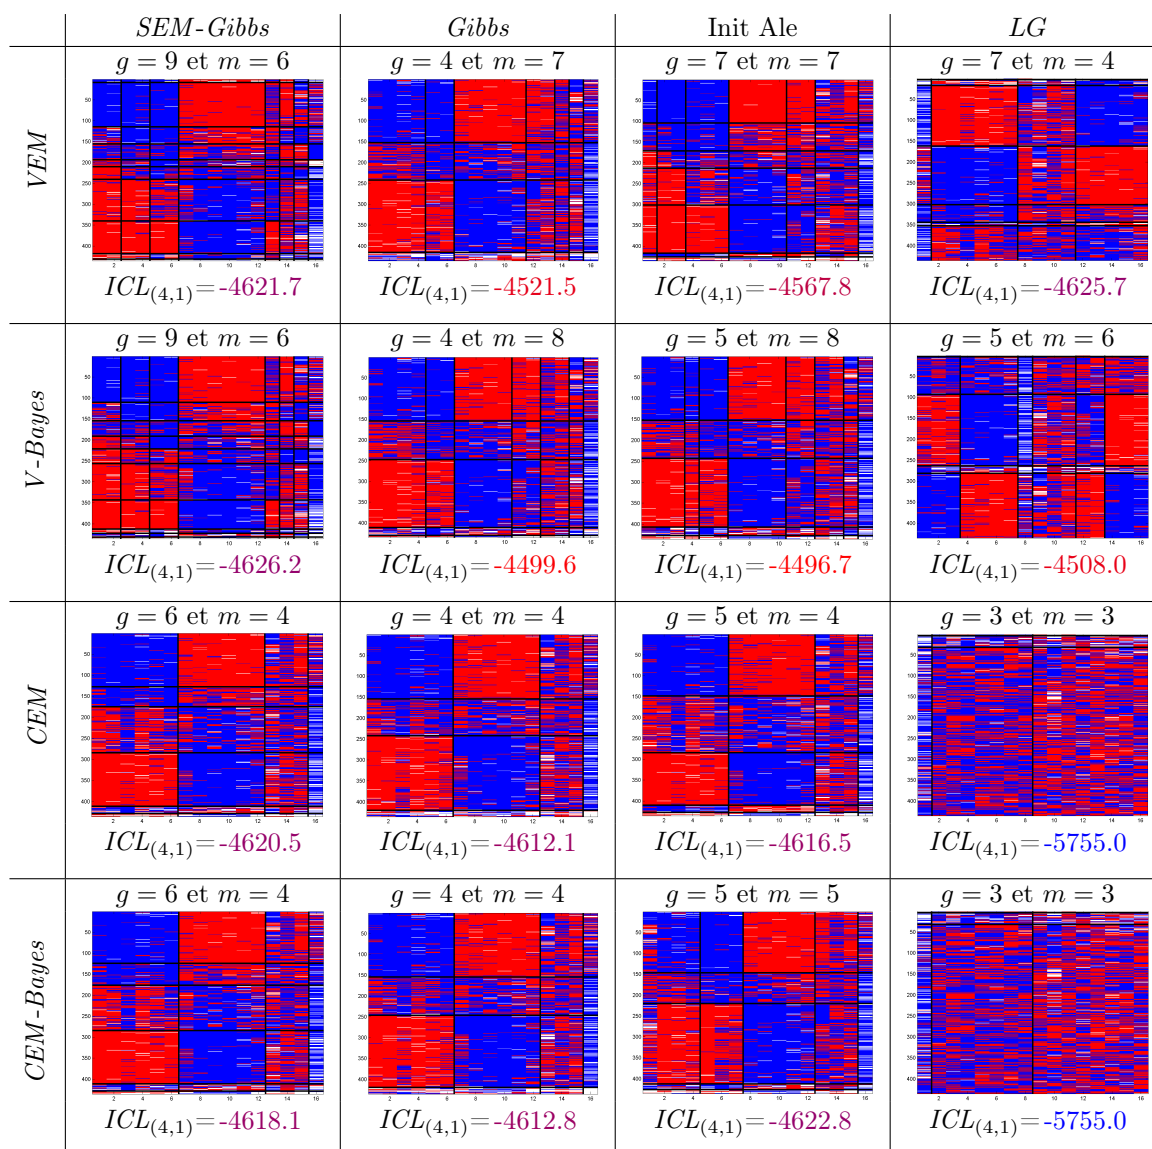 SEM-Gibbs Gibbs Init Ale LG
VEM
g = 9 et m = 6 g = 4 et m = 7 g = 7 et m = 7 g = 7 et m = 4
ICL(4,1)=-4621.7 ICL(4,1)=-4521.5 ICL(4,1)=-4567.8 ICL(4,1)=-4625.7
V-Bayes
g = 9 et m = 6 g = 4 et m = 8 g = 5 et m = 8 g = 5 et m = 6
ICL(4,1)=-4626.2 ICL(4,1)=-4499.6 ICL(4,1)=-4496.7 ICL(4,1)=-4508.0
CEM
g = 6 et m = 4 g = 4 et m = 4 g = 5 et m = 4 g = 3 et m = 3
ICL(4,1)=-4620.5 ICL(4,1)=-4612.1 ICL(4,1)=-4616.5 ICL(4,1)=-5755.0
CEM-Bayes
g = 6 et m = 4 g = 4 et m = 4 g = 5 et m = 5 g = 3 et m = 3
ICL(4,1)=-4618.1 ICL(4,1)=-4612.8 ICL(4,1)=-4622.8 ICL(4,1)=-5755.0